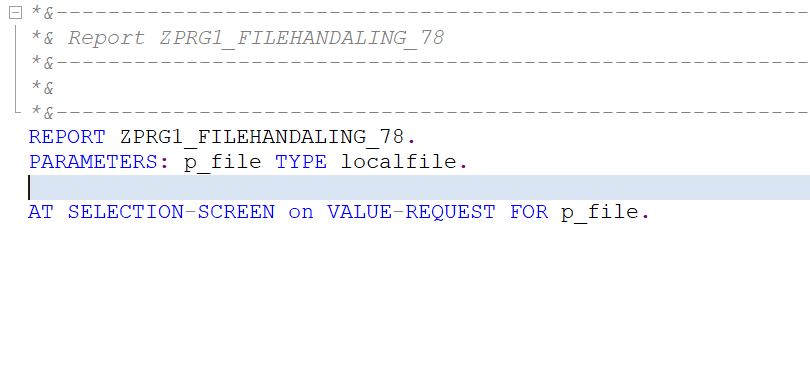 *&---------------------------------------------------------------------
*& Report ZPRG1_FILEHANDALING_78
*&---------------------------------------------------------------------
*&
*&---------------------------------------------------------------------
REPORT ZPRG1_FILEHANDALING_78.
PARAMETERS: p_file TYPE localfile.
AT SELECTION-SCREEN on VALUE-REQUEST FOR p_file.